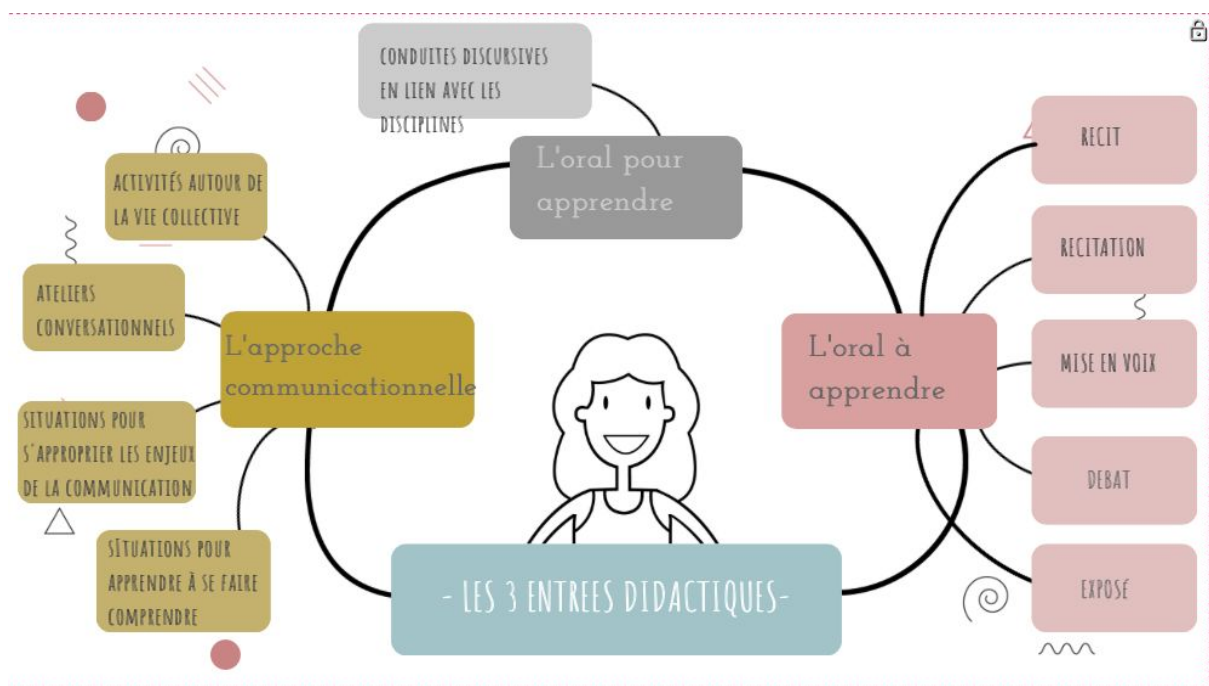 CONDUITES DISCURSIVES
EN LIEN AVEC LES
DISCIPLINES
L'oral pour
apprendre
ACTIVITÉS AUTOUR DE
LA VIE COLLECTIVE
ATELIERS
CONVERSATIONNELS
SITUATIONS POUR
S'APPROPRIER LES ENJEUX
DE LA COMMUNICATION
SITUATIONS POUR
APPRENDRE À SE FAIRE
COMPRENDRE
L'approche
communicationnelle
L'oral à
apprendre
RECIT
RECITATION
MISE EN VOIX
DEBAT
EXPOSÉ
- LES 3 ENTREES DIDACTIQUES-